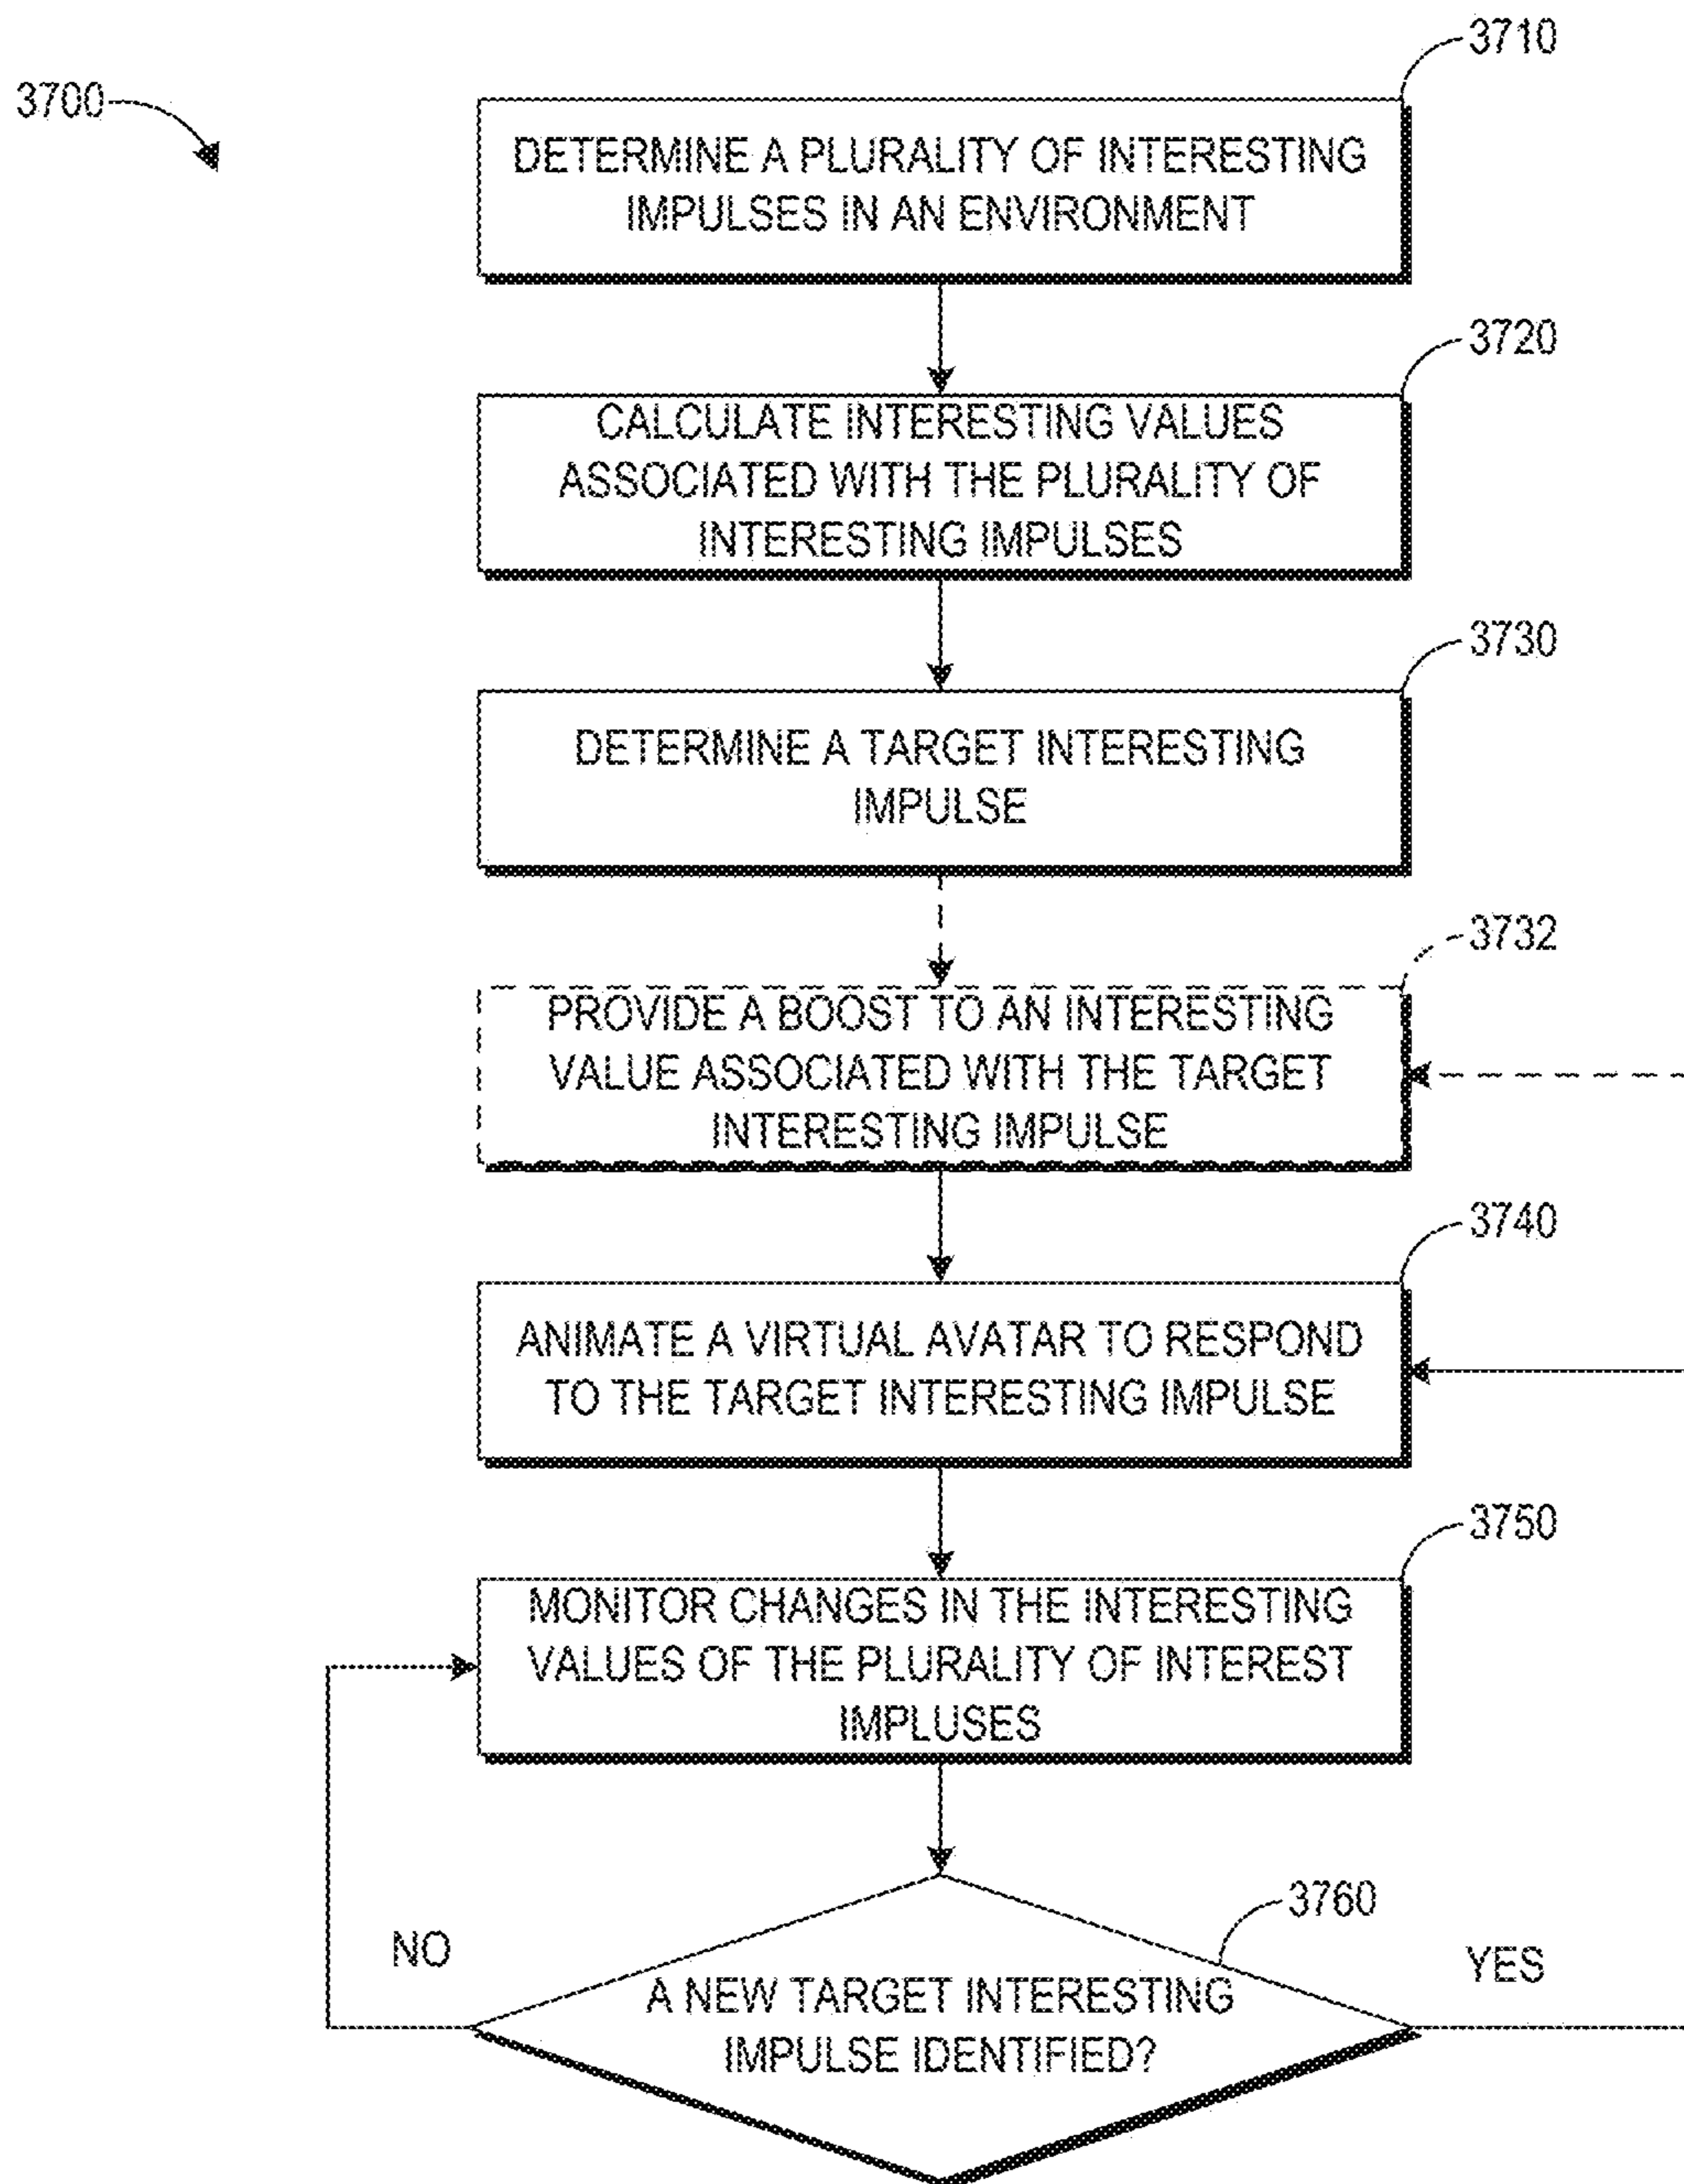 3700
3710
DETERMINE A PLURALITY OF INTERESTING
IMPULSES IN AN ENVIRONMENT
3720
CALCULATE INTERESTING VALUES
ASSOCIATED WITH THE PLURALITY OF
INTERESTING IMPULSES
3730
DETERMINE A TARGET INTERESTING
IMPULSE
3732
PROVIDE A BOOST TO AN INTERESTING
VALUE ASSOCIATED WITH THE TARGET
INTERESTING IMPULSE
3740
ANIMATE A VIRTUAL AVATAR TO RESPOND
TO THE TARGET INTERESTING IMPULSE
3750
MONITOR CHANGES IN THE INTERESTING
VALUES OF THE PLURALITY OF INTEREST
IMPLUSES
3760
NO
YES
A NEW TARGET INTERESTING
IMPULSE IDENTIFIED?